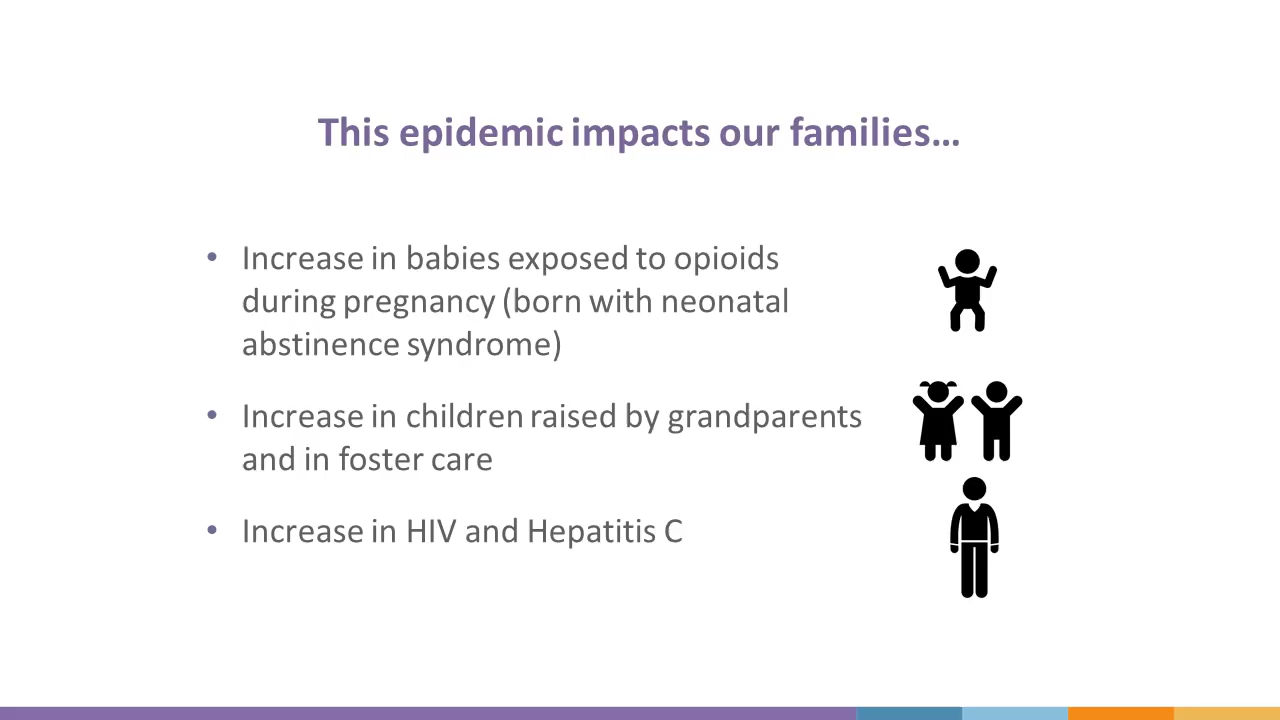 This epidemic impacts our families…
• Increase in babies exposed to opioids
during pregnancy (born with neonatal
abstinence syndrome)
• Increase in children raised by grandparents
and in foster care
• Increase in HIV and Hepatitis C